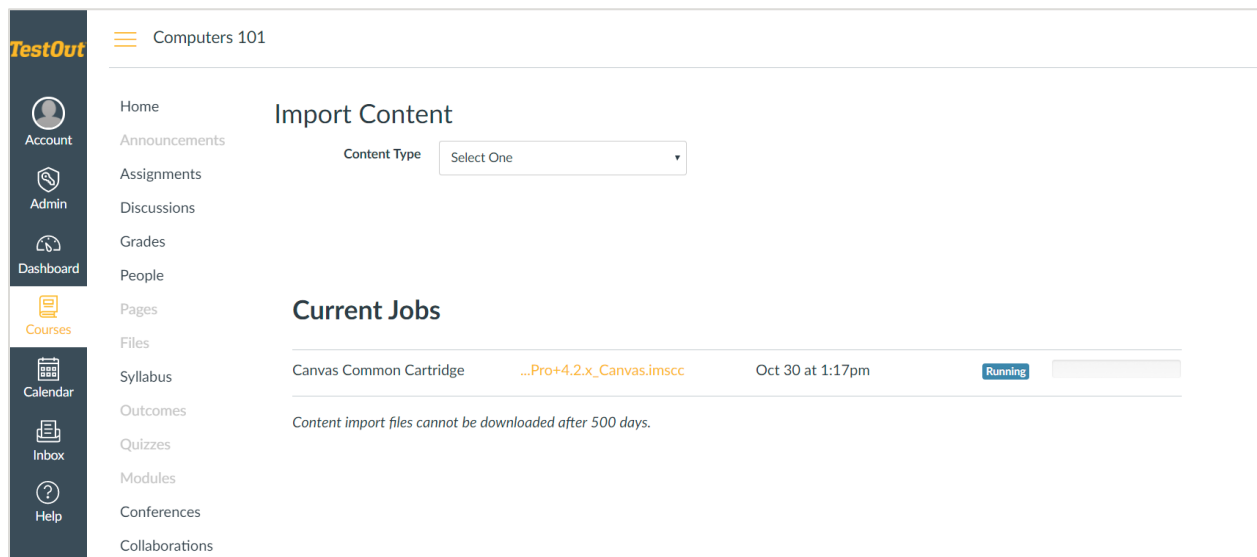 TestOut
Computers 101
Account
Admin
Dashboard
Courses
Calendar
Inbox
Help
Home
Announcements
Assignments
Discussions
Grades
People
Pages
Files
Syllabus
Outcomes
Quizzes
Modules
Conferences
Collaborations
Import Content
Content Type Select One
Current Jobs
Canvas Common Cartridge ...Pro+4.2.x_Canvas.imscc Oct 30 at 1:17pm Running
Content import files cannot be downloaded after 500 days.